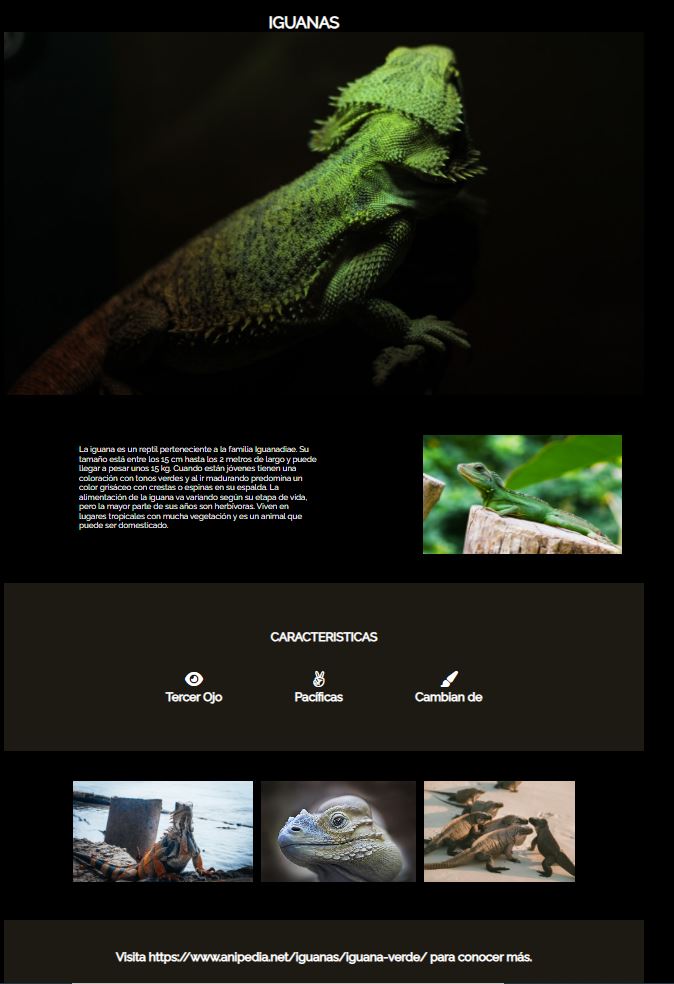 IGUANAS
La iguana es un reptil perteneciente a la familia Iguanadiae. Su
tamaño está entre los 15 cm hasta los 2 metros de largo y puede
llegar a pesar unos 15 kg. Cuando están jóvenes tienen una
coloración con tonos verdes y al ir madurando predomina un
color grisáceo con crestas o espinas en su espalda. La
alimentación de la iguana va variando según su etapa de vida,
pero la mayor parte de sus años son herbívoras. Viven en
lugares tropicales con mucha vegetación y es un animal que
puede ser domesticado.
CARACTERISTICAS
Tercer Ojo
Pacíficas
Cambian de
Visita https://www.anipedia.net/iguanas/iguana-verde/ para conocer más.